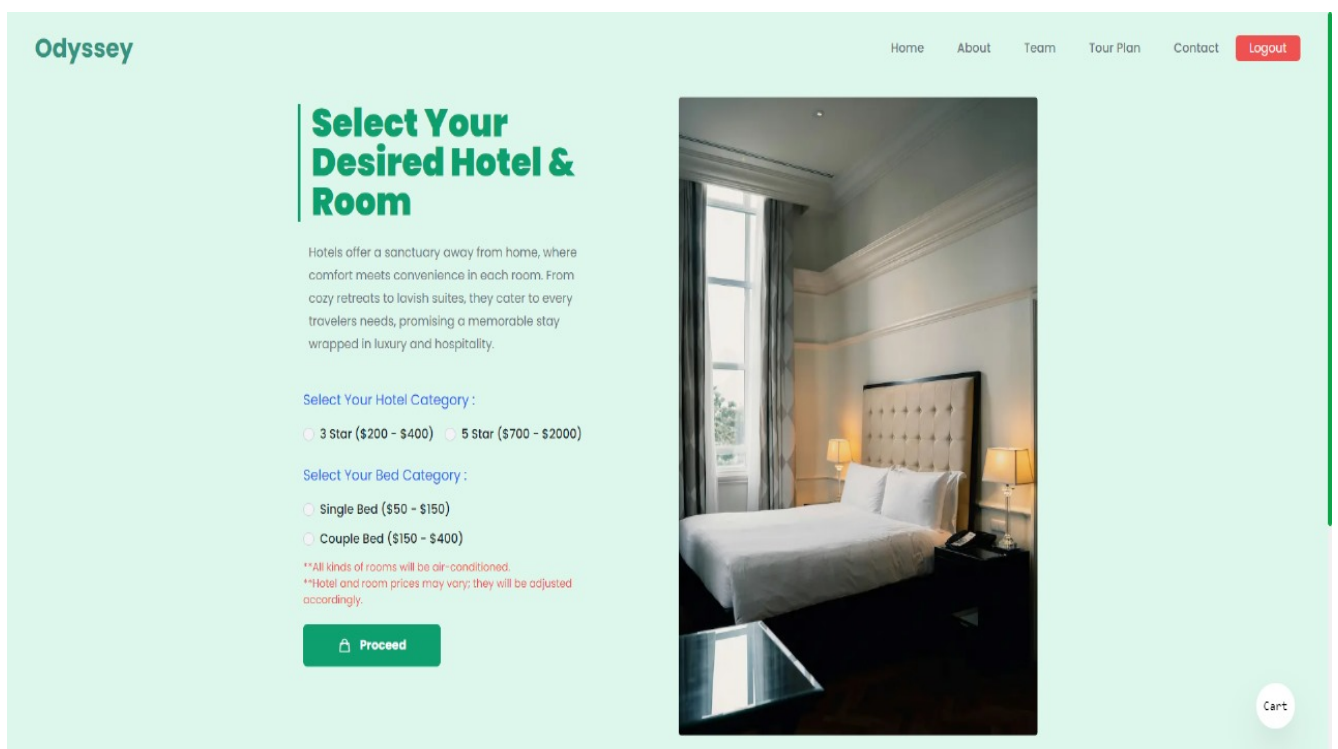 Odyssey
Home About Team Tour Plan Contact Logout
Select Your
Desired Hotel &
Room
Hotels offer a sanctuary away from home, where
comfort meets convenience in each room. From
cozy retreats to lavish suites, they cater to every
travelers needs, promising a memorable stay
wrapped in luxury and hospitality.
Select Your Hotel Category :
3 Star ($200 - $400) 5 Star ($700 - $2000)
Select Your Bed Category :
Single Bed ($50 - $150)
Couple Bed ($150 - $400)
**All kinds of rooms will be air-conditioned.
**Hotel and room prices may vary; they will be adjusted
accordingly.
Proceed
Cart